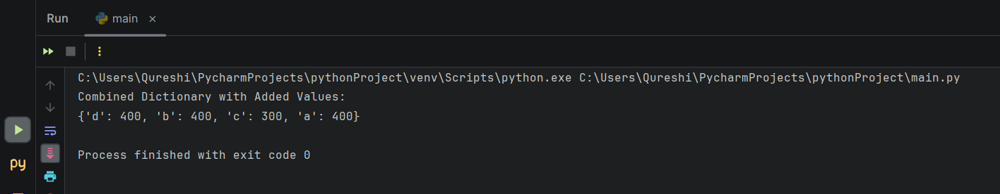 Run main
C:\Users\Qureshi\PycharmProjects\pythonProject\venv\Scripts\python.exe C:\Users\Qureshi\PycharmProjects\pythonProject\main.py
Combined Dictionary with Added Values:
{'d': 400, 'b': 400, 'c': 300, 'a': 400}
Process finished with exit code 0
py